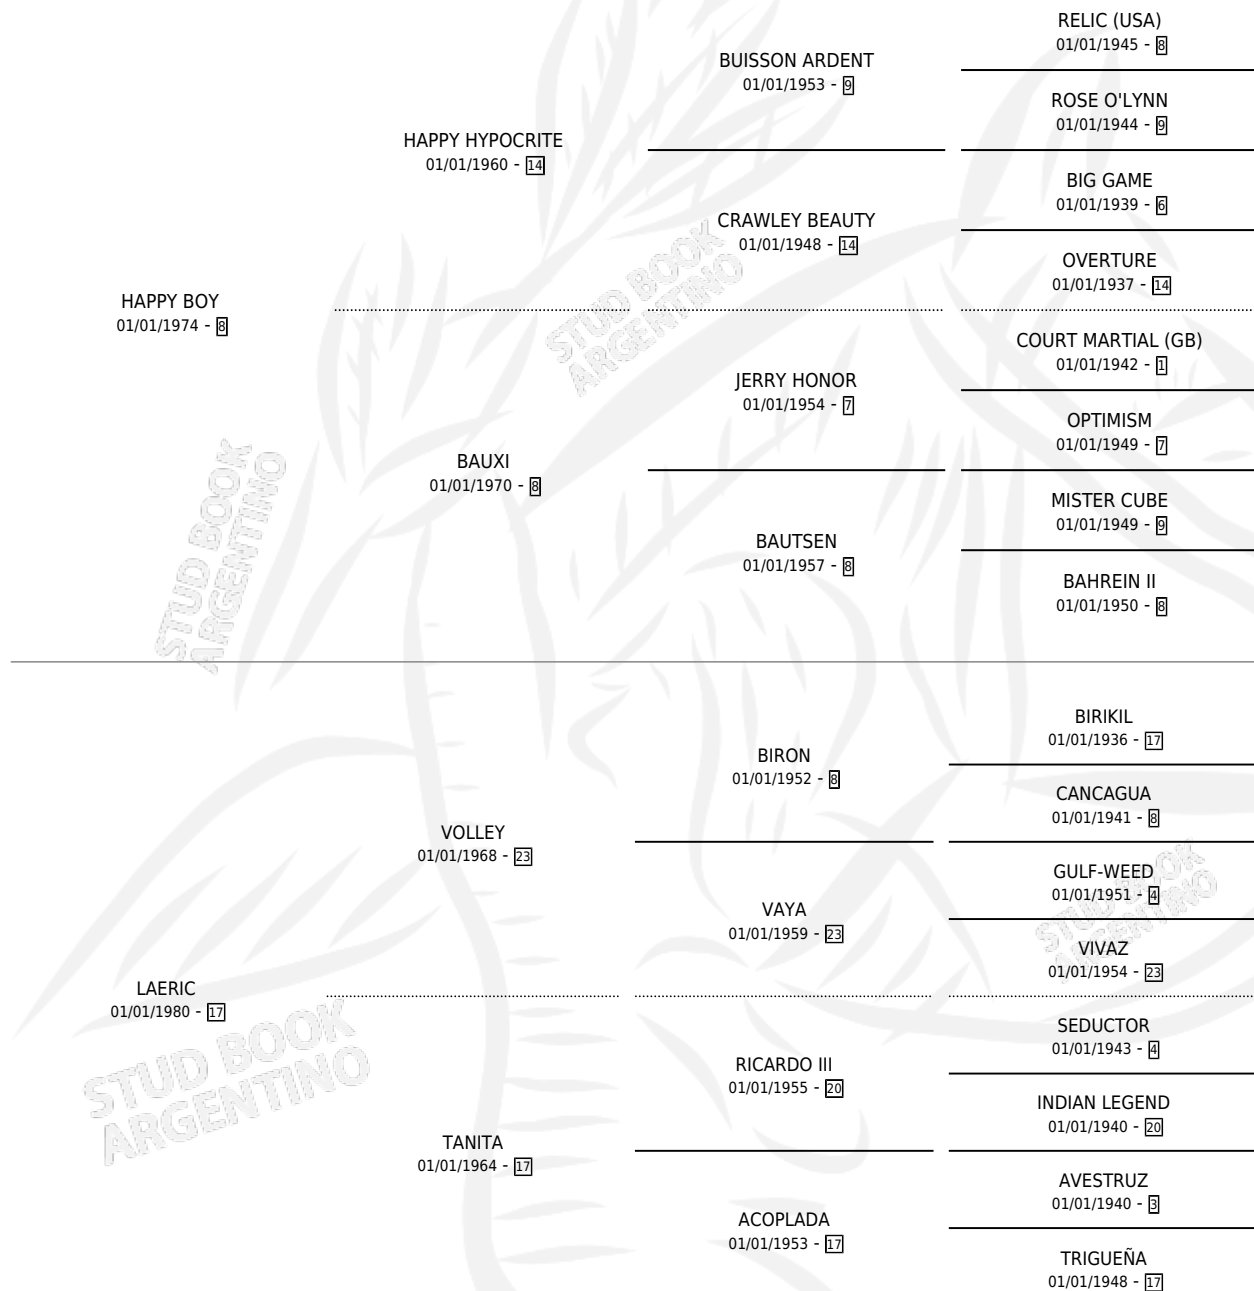 RELIC (USA)
01/01/1945 - 8
BUISSON ARDENT
01/01/1953 - 9
ROSE O'LYNN
01/01/1944 - 9
HAPPY HYPOCRITE
01/01/1960 - 14
BIG GAME
01/01/1939 - 6
CRAWLEY BEAUTY
01/01/1948 - 14
OVERTURE
01/01/1937 - 14
HAPPY BOY
01/01/1974 - 8
COURT MARTIAL (GB)
01/01/1942 - 1
JERRY HONOR
01/01/1954 - 7
OPTIMISM
01/01/1949 - 7
BAUXI
01/01/1970 - 8
MISTER CUBE
01/01/1949 - 9
BAUTSEN
01/01/1957 - 8
BAHREIN II
01/01/1950 - 8
BIRIKIL
01/01/1936 - 17
BIRON
01/01/1952 - 8
CANCAGUA
01/01/1941 - 8
VOLLEY
01/01/1968 - 23
GULF-WEED
01/01/1951 - 4
VAYA
01/01/1959 - 23
VIVAZ
01/01/1954 - 23
LAERIC
01/01/1980 - 17
SEDUCTOR
01/01/1943 - 4
RICARDO III
01/01/1955 - 20
INDIAN LEGEND
01/01/1940 - 20
TANITA
01/01/1964 - 17
AVESTRUZ
01/01/1940 - 3
ACOPLADA
01/01/1953 - 17
TRIGUEÑA
01/01/1948 - 17
STUD BOOK
ARGENTINO
STUD BOOK
ARGENTINO
STUD BOOK
ARGENTINO
STUD BOOK
ARGENTINO